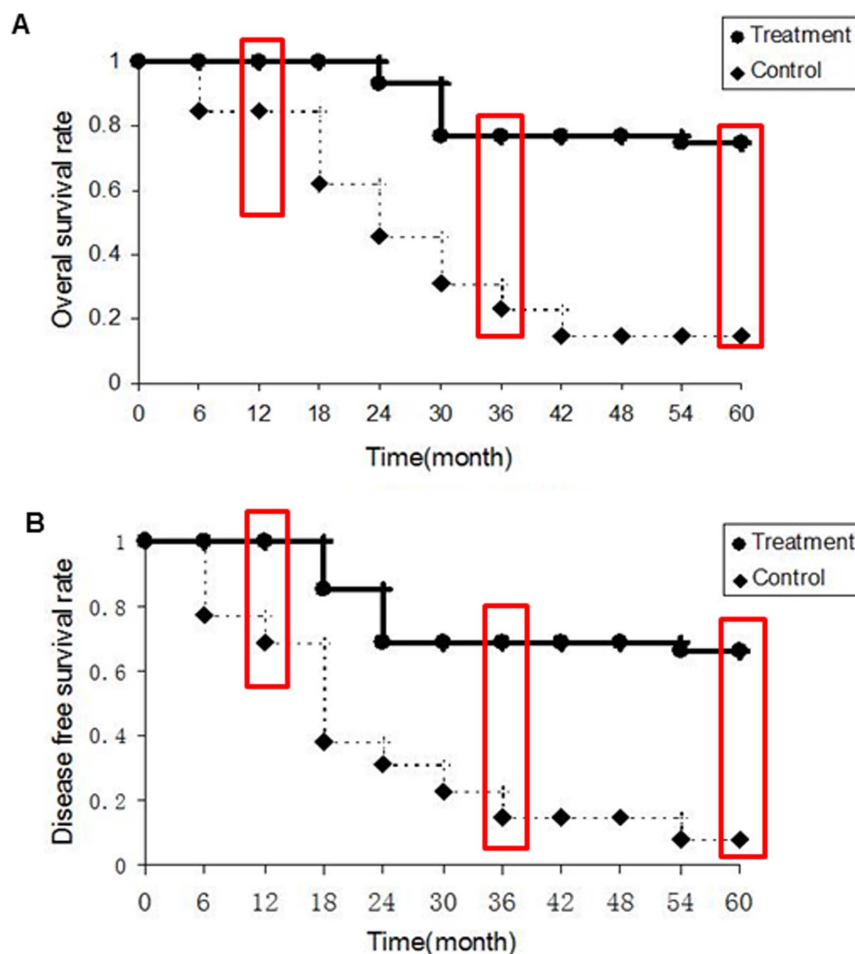 A
Treatment
Control
1
0.8
0.6
0.4
0.2
0
Overal survival rate
0 6 12 18 24 30 36 42 48 54 60
Time(month)
B
Treatment
Control
1
0.8
0.6
0.4
0.2
0
Disease free survival rate
0 6 12 18 24 30 36 42 48 54 60
Time(month)